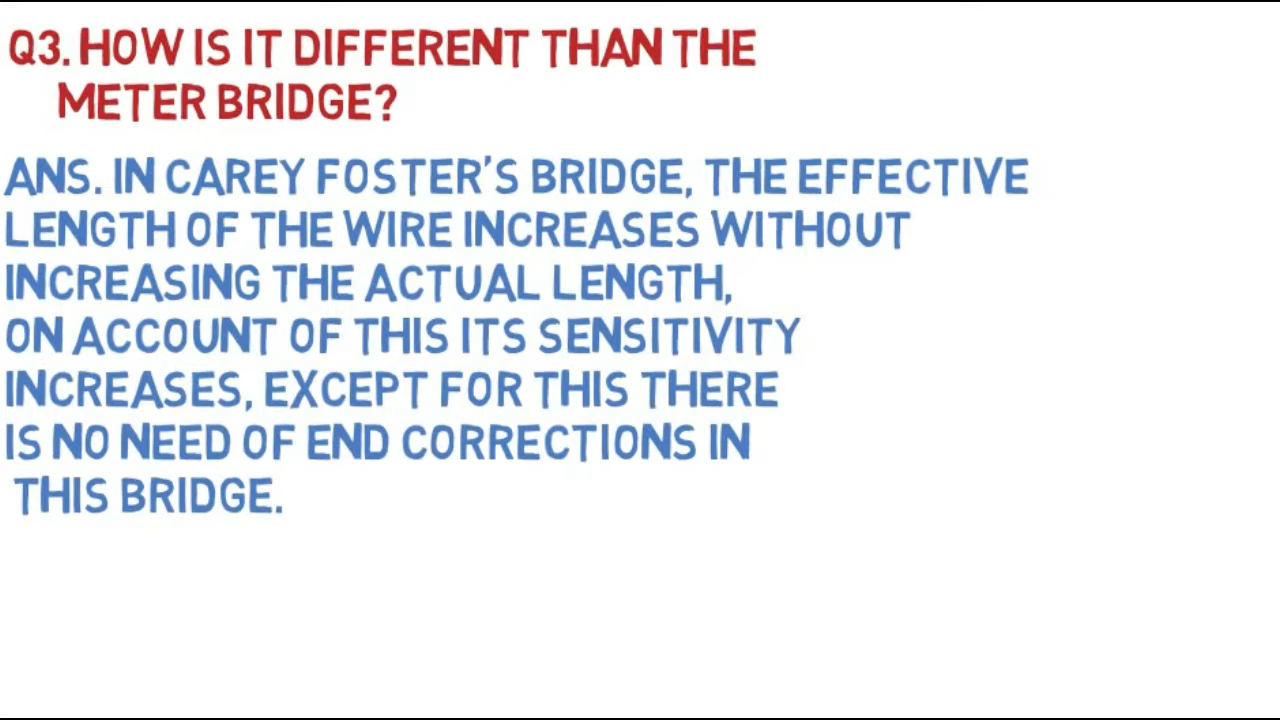 Q3. HOW IS IT DIFFERENT THAN THE
METER BRIDGE?
ANS. IN CAREY FOSTER'S BRIDGE, THE EFFECTIVE
LENGTH OF THE WIRE INCREASES WITHOUT
INCREASING THE ACTUAL LENGTH,
ON ACCOUNT OF THIS ITS SENSITIVITY
INCREASES, EXCEPT FOR THIS THERE
IS NO NEED OF END CORRECTIONS IN
THIS BRIDGE.